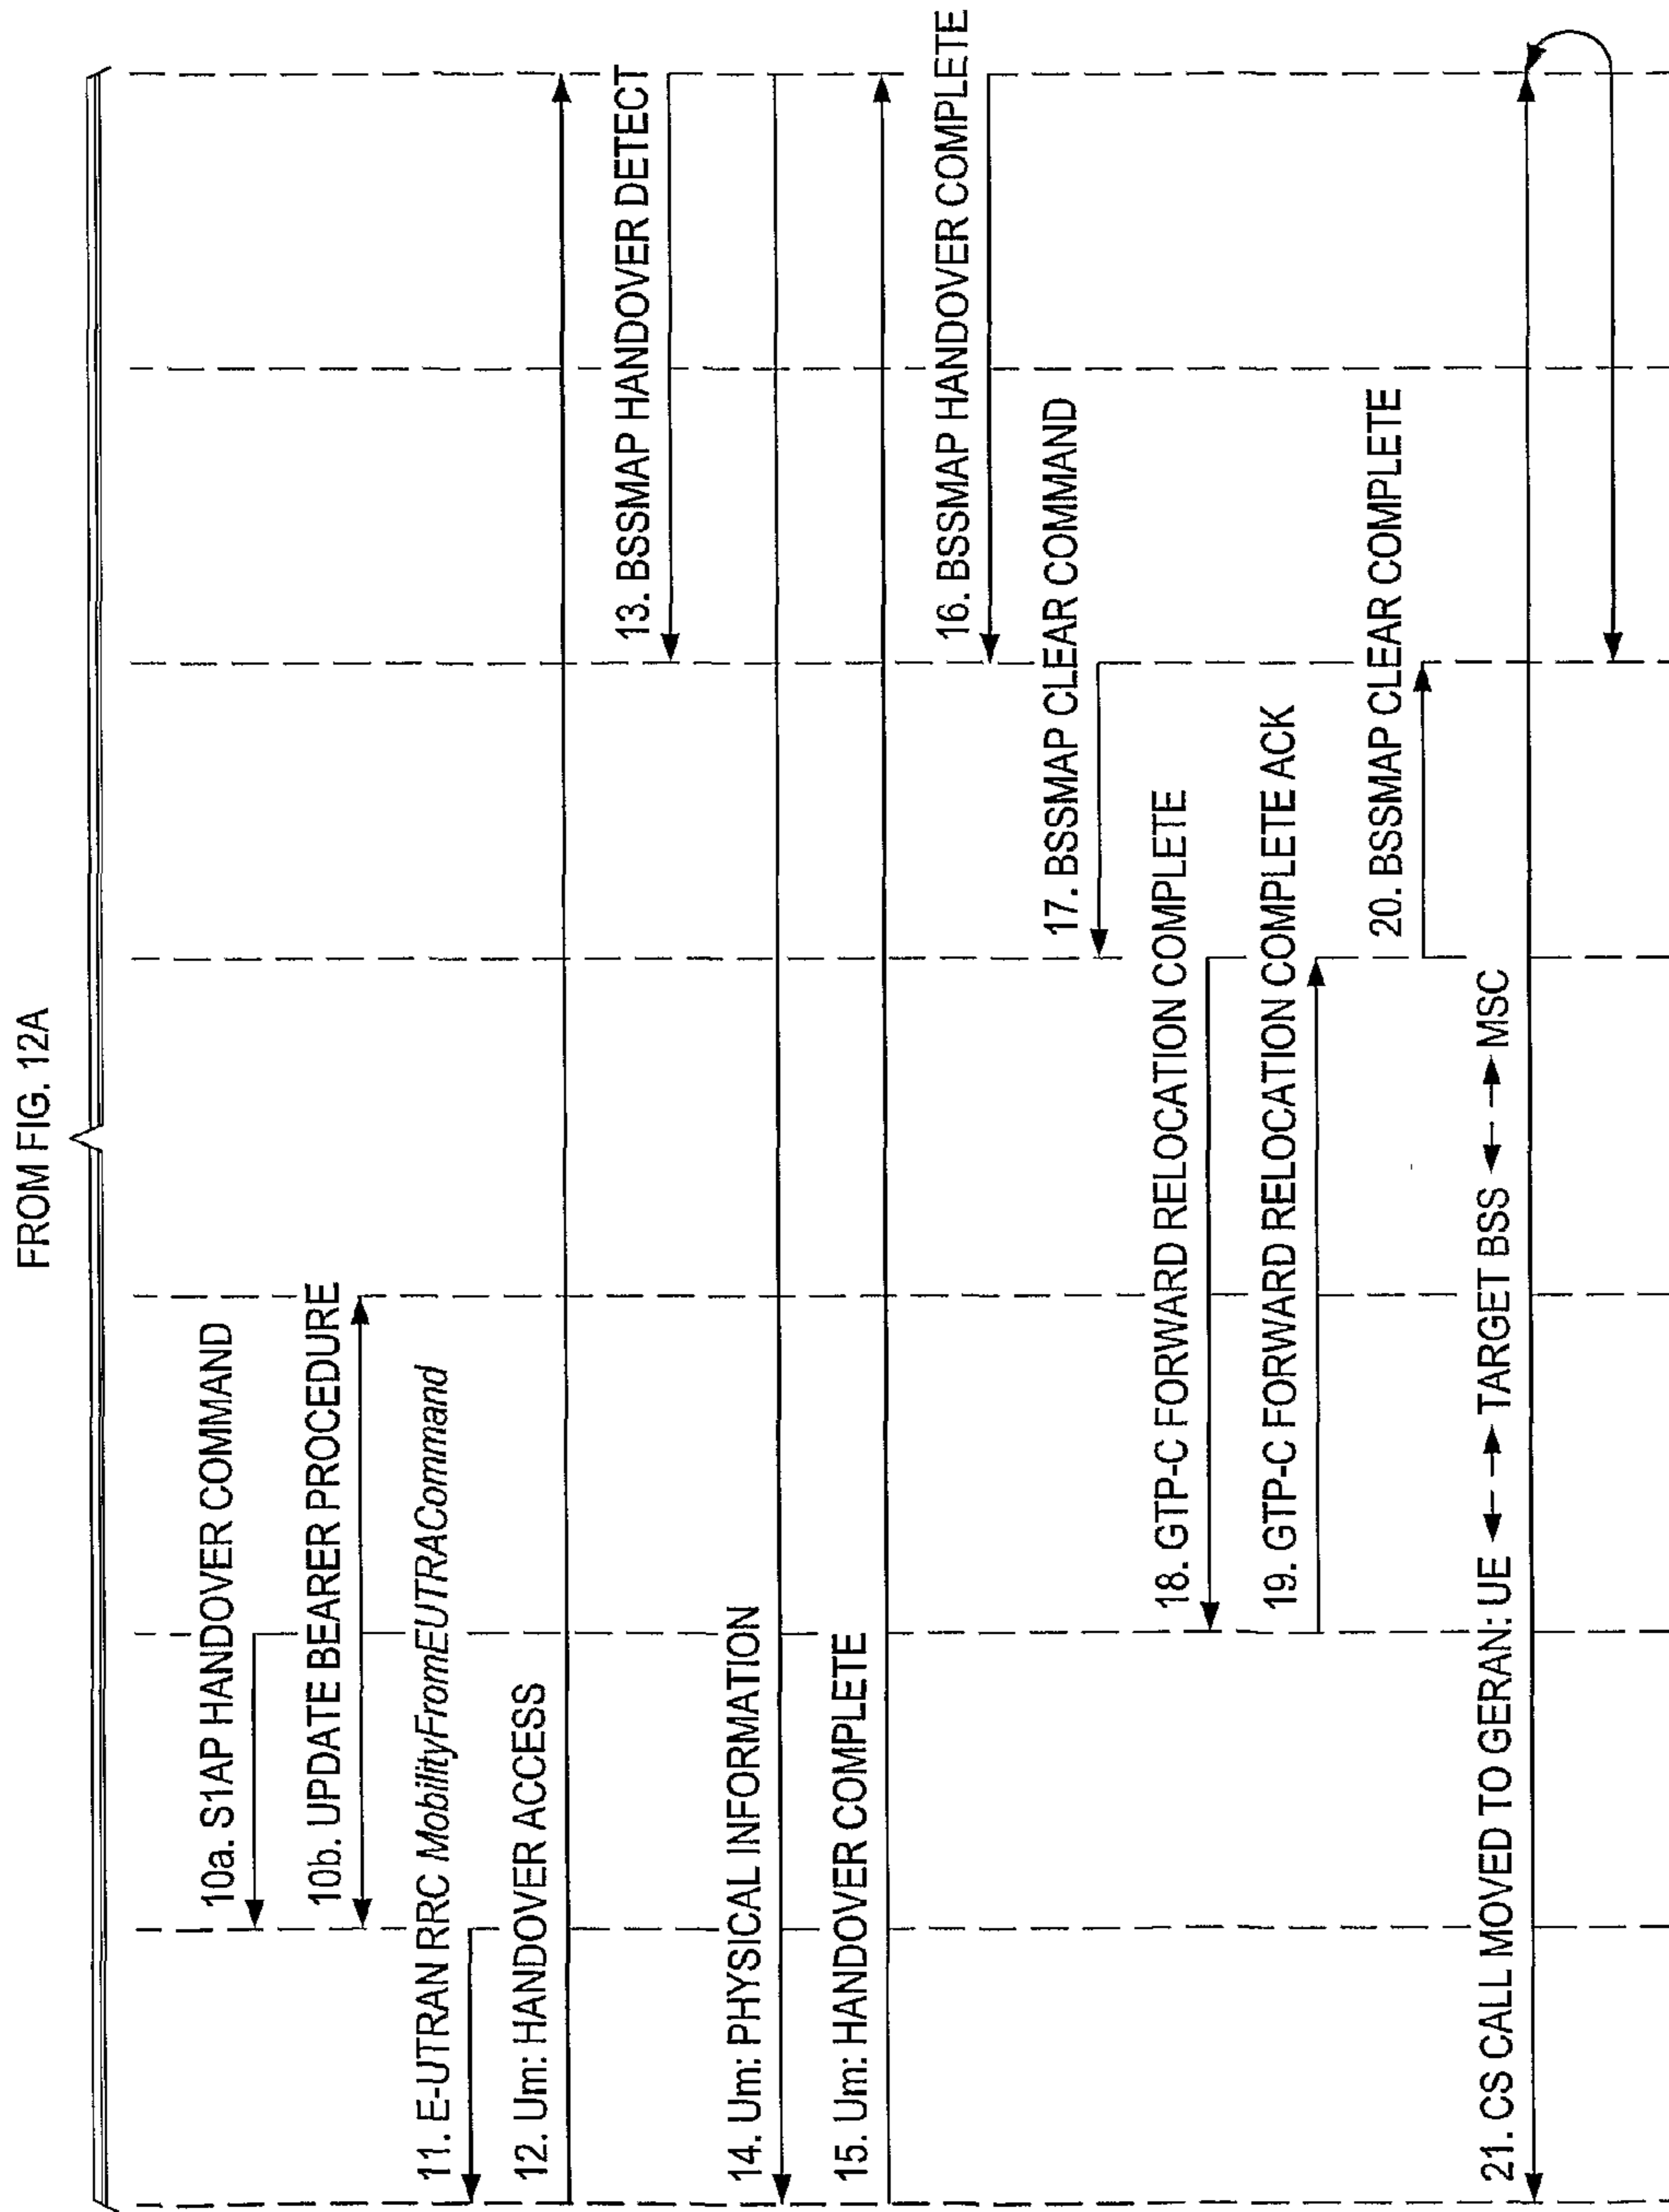 FROM FIG. 12A
10a. S1AP HANDOVER COMMAND
10b. UPDATE BEARER PROCEDURE
11. E-UTRAN RRC MobilityFromEUTRACommand
12. Um: HANDOVER ACCESS
13. BSSMAP HANDOVER DETECT
14. Um: PHYSICAL INFORMATION
15. Um: HANDOVER COMPLETE
16. BSSMAP HANDOVER COMPLETE
17. BSSMAP CLEAR COMMAND
18. GTP-C FORWARD RELOCATION COMPLETE
19. GTP-C FORWARD RELOCATION COMPLETE ACK
20. BSSMAP CLEAR COMPLETE
21. CS CALL MOVED TO GERAN: UE ◄─ ─► TARGET BSS ◄─ ─► MSC